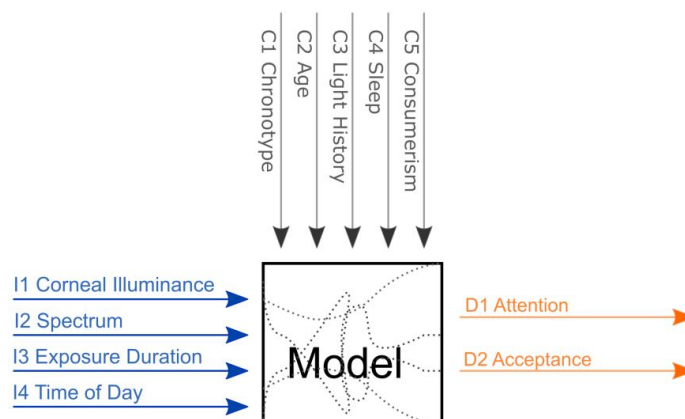 C1 Chronotype
C2 Age
C3 Light History
C4 Sleep
C5 Consumerism
I1 Corneal Illuminance
I2 Spectrum
I3 Exposure Duration
I4 Time of Day
Model
D1 Attention
D2 Acceptance